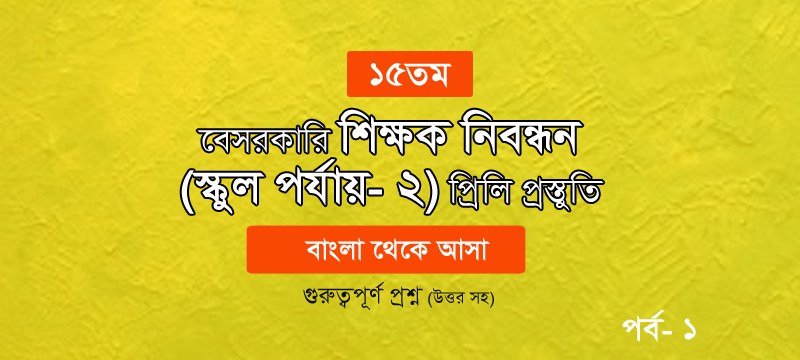 ১৫তম
বেসরকারি শিক্ষক নিবন্ধন
(স্কুল পর্যায়- ২) প্রিলি প্রস্তুতি
বাংলা থেকে আসা
গুরুত্বপূর্ণ প্রশ্ন (উত্তর সহ)
পর্ব- ১